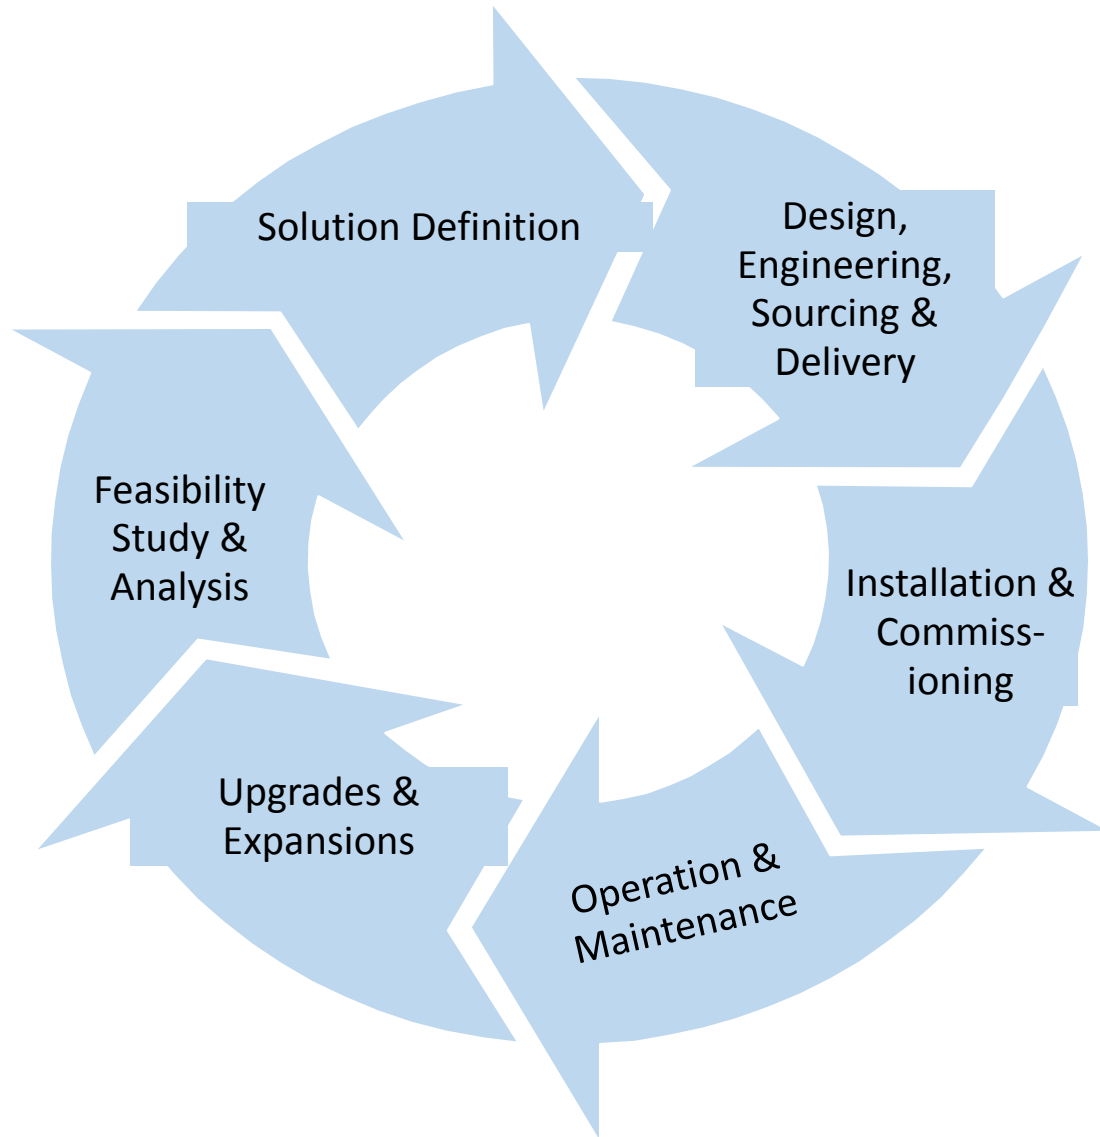 Solution Definition
Design,
Engineering,
Sourcing &
Delivery
Feasibility
Study &
Analysis
Installation &
Commiss-
ioning
Upgrades &
Expansions
Operation &
Maintenance